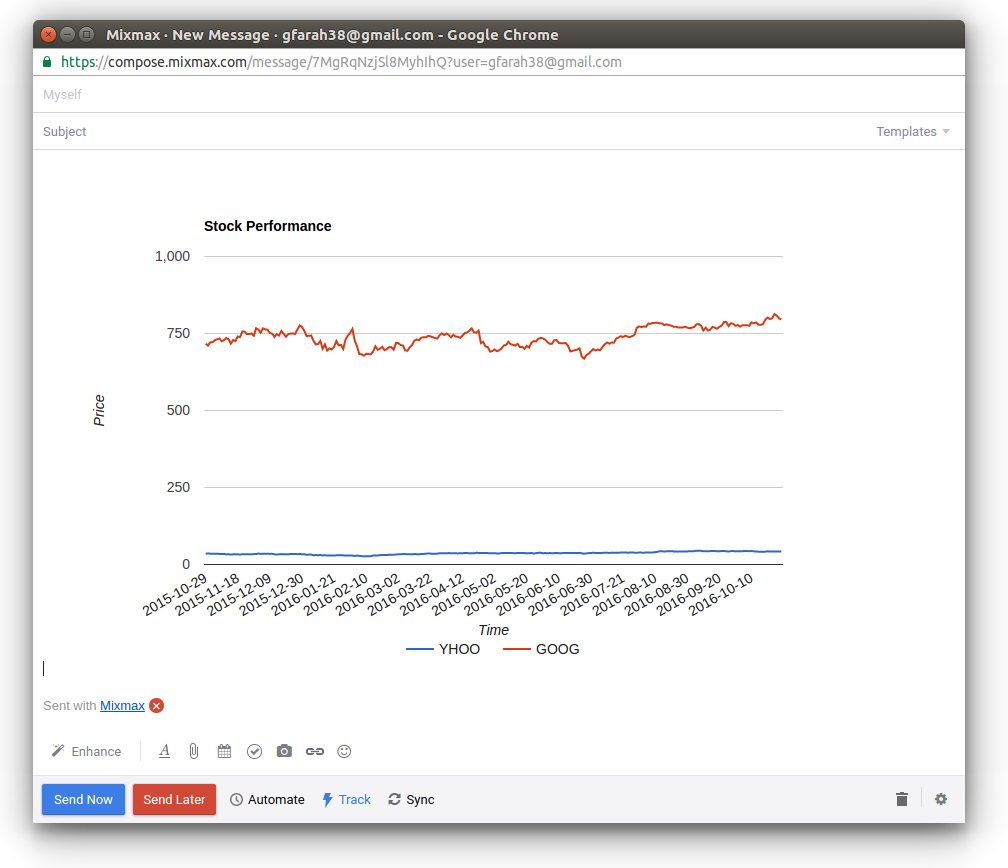 Mixmax · New Message · gfarah38@gmail.com - Google Chrome
https://compose.mixmax.com/message/7MgRqNzjSl8MyhIhQ?user=gfarah38@gmail.com
Myself
Subject Templates
Stock Performance
1,000
750
500
250
0
Price
2015-10-29 2015-11-18 2015-12-09 2015-12-30 2016-01-21 2016-02-10 2016-03-02 2016-03-22 2016-04-12 2016-05-02 2016-05-20 2016-06-10 2016-06-30 2016-07-21 2016-08-10 2016-08-30 2016-09-20 2016-10-10
Time
YHOO GOOG
Sent with Mixmax
Enhance
Send Now Send Later Automate Track Sync